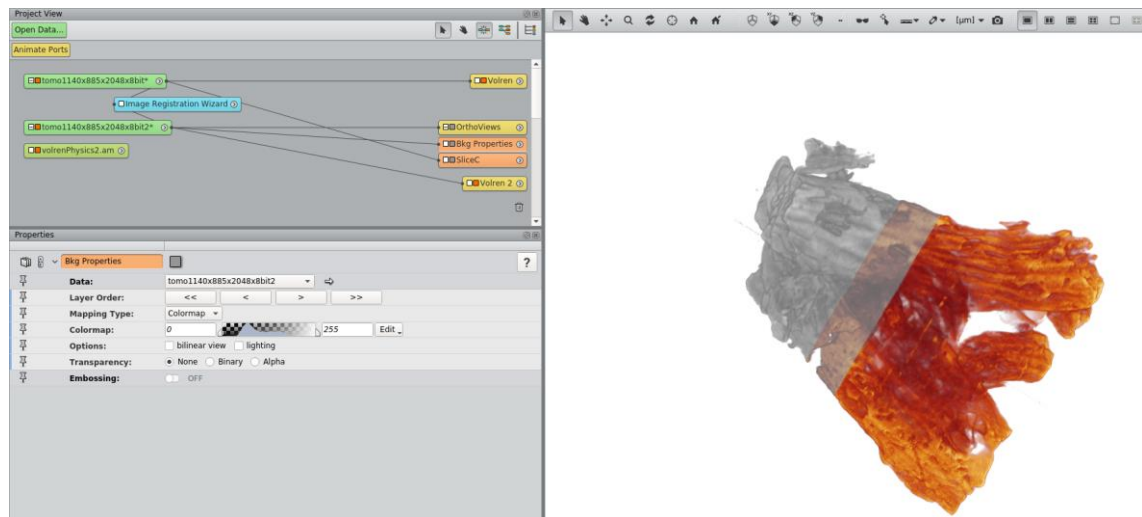 Project View
Open Data...
Animate Ports
tomo1140x885x2048x8bit*
Volren
Image Registration Wizard
tomo1140x885x2048x8bit2*
OrthoViews
Bkg Properties
volrenPhysics2.am
SliceC
Volren 2
[µm]
Properties
Bkg Properties
?
Data:
tomo1140x885x2048x8bit2
Layer Order:
<< < > >>
Mapping Type:
Colormap
Colormap:
0 255 Edit
Options:
bilinear view lighting
Transparency:
None Binary Alpha
Embossing:
OFF